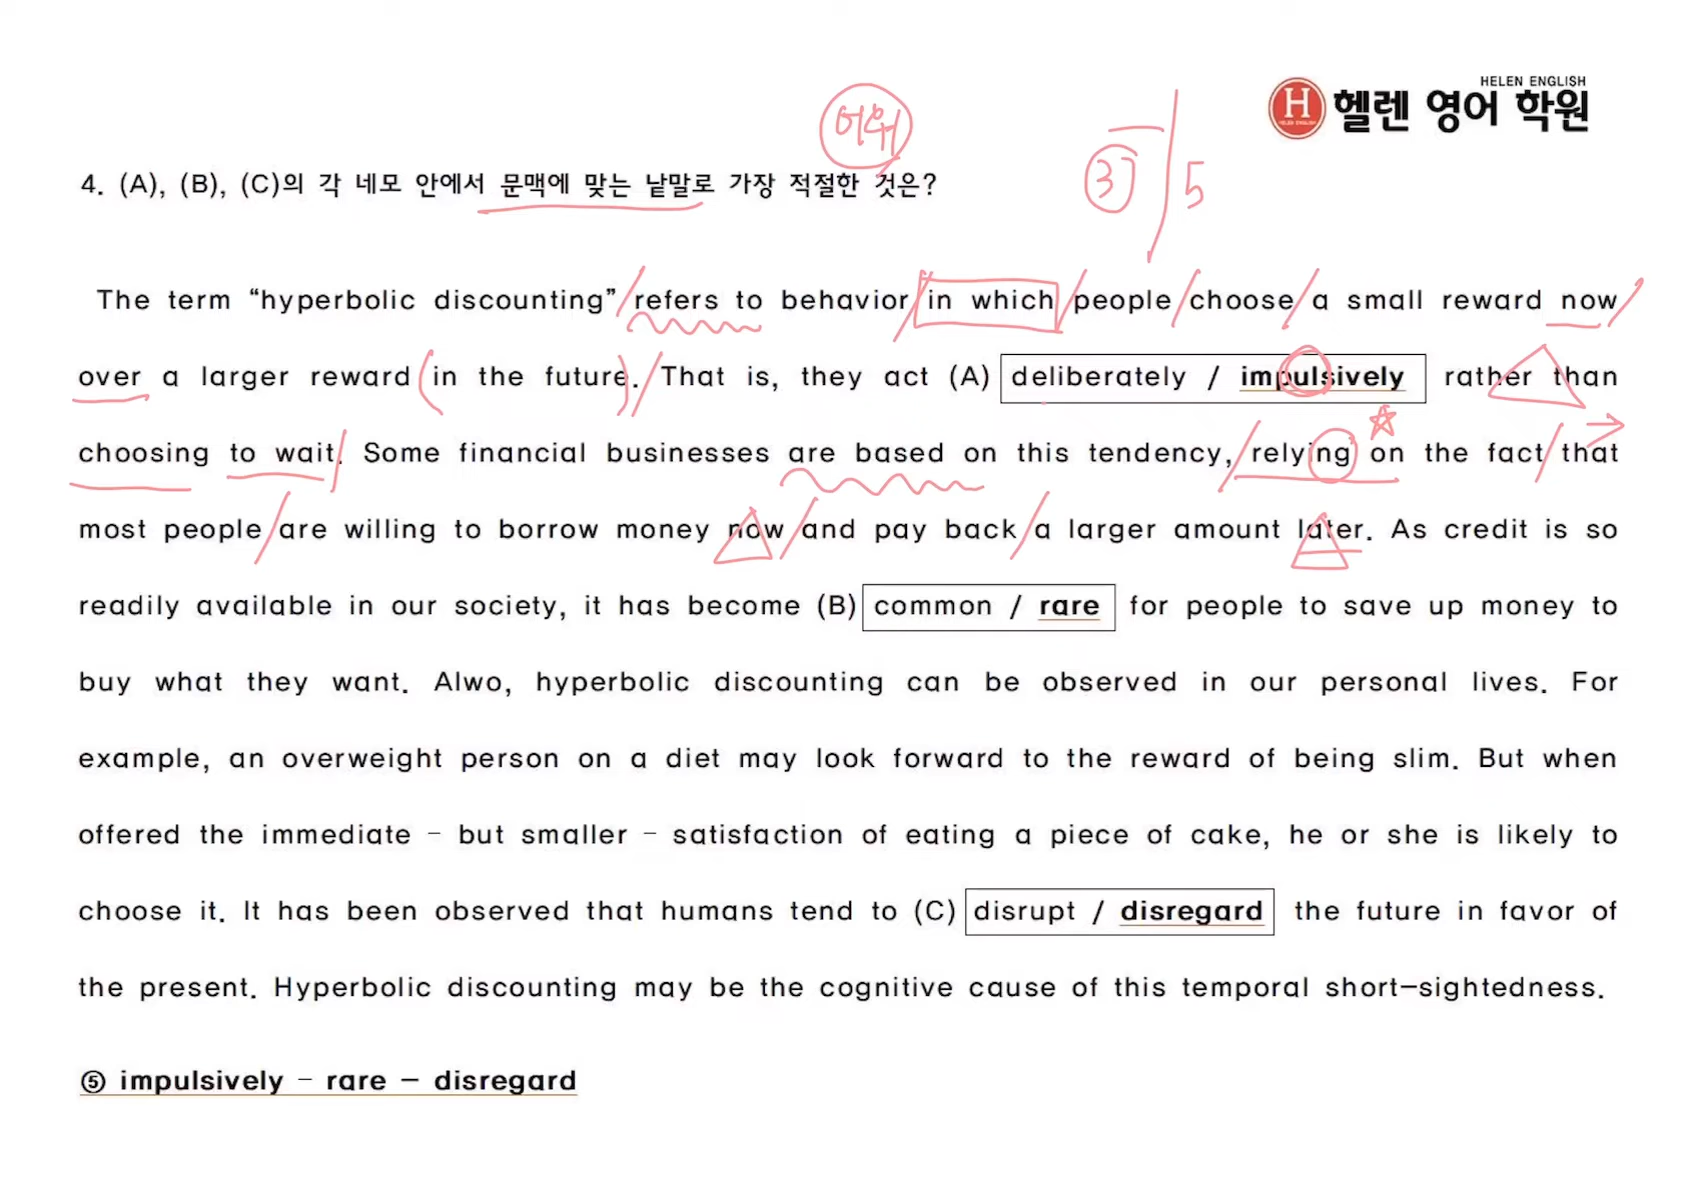 HELEN ENGLISH
헬렌 영어 학원
어휘
③ 5
4. (A), (B), (C)의 각 네모 안에서 문맥에 맞는 낱말로 가장 적절한 것은?
The term “hyperbolic discounting” refers to behavior in which people choose a small reward now
over a larger reward in the future. That is, they act (A) deliberately / impulsively rather than
choosing to wait. Some financial businesses are based on this tendency, relying on the fact that
most people are willing to borrow money now and pay back a larger amount later. As credit is so
readily available in our society, it has become (B) common / rare for people to save up money to
buy what they want. Alwo, hyperbolic discounting can be observed in our personal lives. For
example, an overweight person on a diet may look forward to the reward of being slim. But when
offered the immediate – but smaller – satisfaction of eating a piece of cake, he or she is likely to
choose it. It has been observed that humans tend to (C) disrupt / disregard the future in favor of
the present. Hyperbolic discounting may be the cognitive cause of this temporal short-sightedness.
⑤ impulsively – rare – disregard